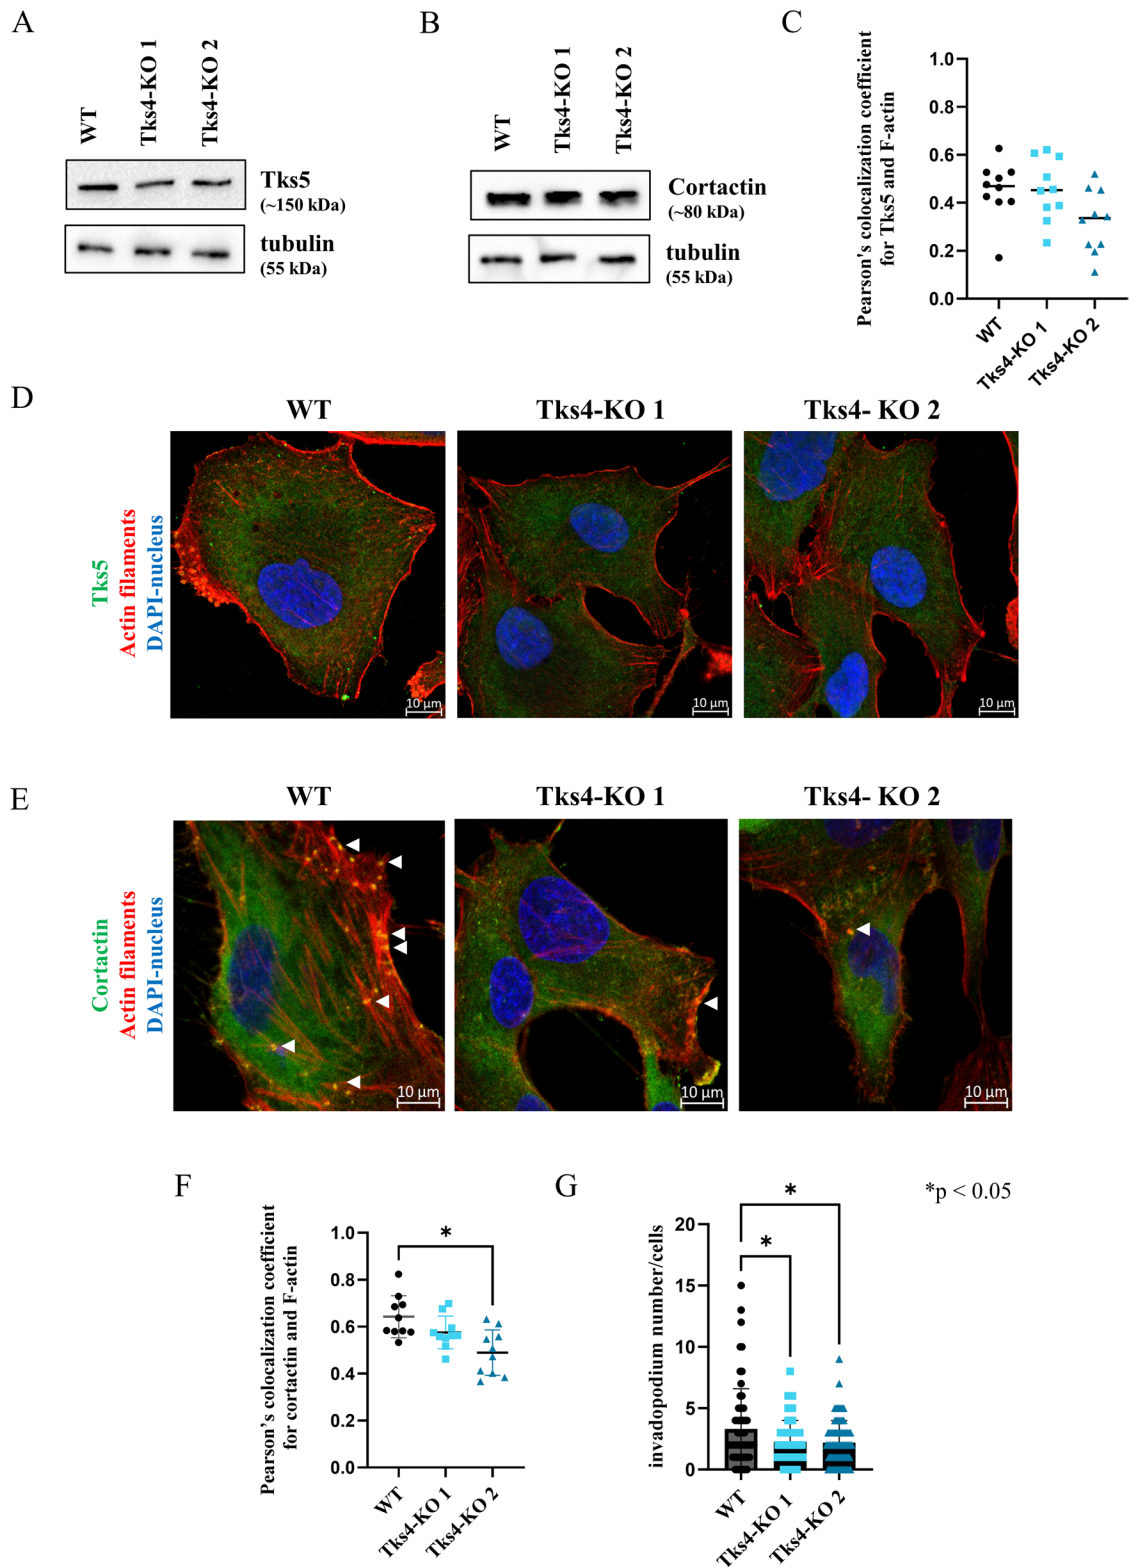 A
WT
Tks4-KO 1
Tks4-KO 2
Tks5
(~150 kDa)
tubulin
(55 kDa)
B
WT
Tks4-KO 1
Tks4-KO 2
Cortactin
(~80 kDa)
tubulin
(55 kDa)
C
Pearson's colocalization coefficient
for Tks5 and F-actin
1.0
0.8
0.6
0.4
0.2
0.0
WT
Tks4-KO 1
Tks4-KO 2
D
WT
Tks4-KO 1
Tks4- KO 2
Tks5
Actin filaments
DAPI-nucleus
10 µm
10 µm
10 µm
E
WT
Tks4-KO 1
Tks4- KO 2
Cortactin
Actin filaments
DAPI-nucleus
10 µm
10 µm
10 µm
F
Pearson’s colocalization coefficient
for cortactin and F-actin
1.0
0.8
0.6
0.4
0.2
0.0
*
WT
Tks4-KO 1
Tks4-KO 2
G
*p < 0.05
invadopodium number/cells
20
15
10
5
0
*
*
WT
Tks4-KO 1
Tks4-KO 2